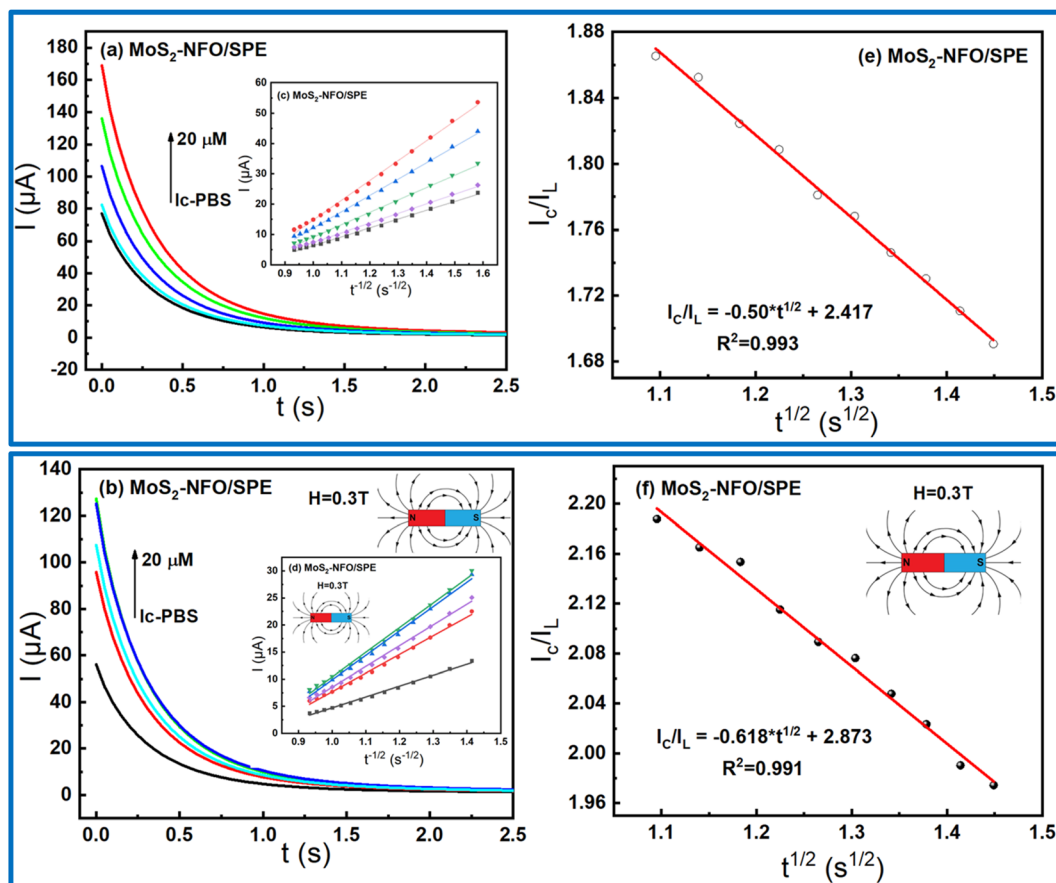 (a) MoS₂-NFO/SPE
180
160
140
120
100
80
60
40
20
0
-20
I (µA)
20 µM
Ic-PBS
0.0 0.5 1.0 1.5 2.0 2.5
t (s)
(c) MoS₂-NFO/SPE
60
50
40
30
20
10
0
I (µA)
0.9 1.0 1.1 1.2 1.3 1.4 1.5 1.6
t⁻¹/² (s⁻¹/²)
(e) MoS₂-NFO/SPE
1.88
1.84
1.80
1.76
1.72
1.68
I_C/I_L
I_C/I_L = -0.50*t¹/² + 2.417
R²=0.993
1.1 1.2 1.3 1.4 1.5
t¹/² (s¹/²)
(b) MoS₂-NFO/SPE
H=0.3T
N S
140
120
100
80
60
40
20
0
I (µA)
20 µM
Ic-PBS
0.0 0.5 1.0 1.5 2.0 2.5
t (s)
(d) MoS₂-NFO/SPE
H=0.3T
30
25
20
15
10
5
0
I (µA)
0.9 1.0 1.1 1.2 1.3 1.4 1.5
t⁻¹/² (s⁻¹/²)
(f) MoS₂-NFO/SPE
H=0.3T
N S
2.20
2.16
2.12
2.08
2.04
2.00
1.96
I_C/I_L
I_C/I_L = -0.618*t¹/² + 2.873
R²=0.991
1.1 1.2 1.3 1.4 1.5
t¹/² (s¹/²)